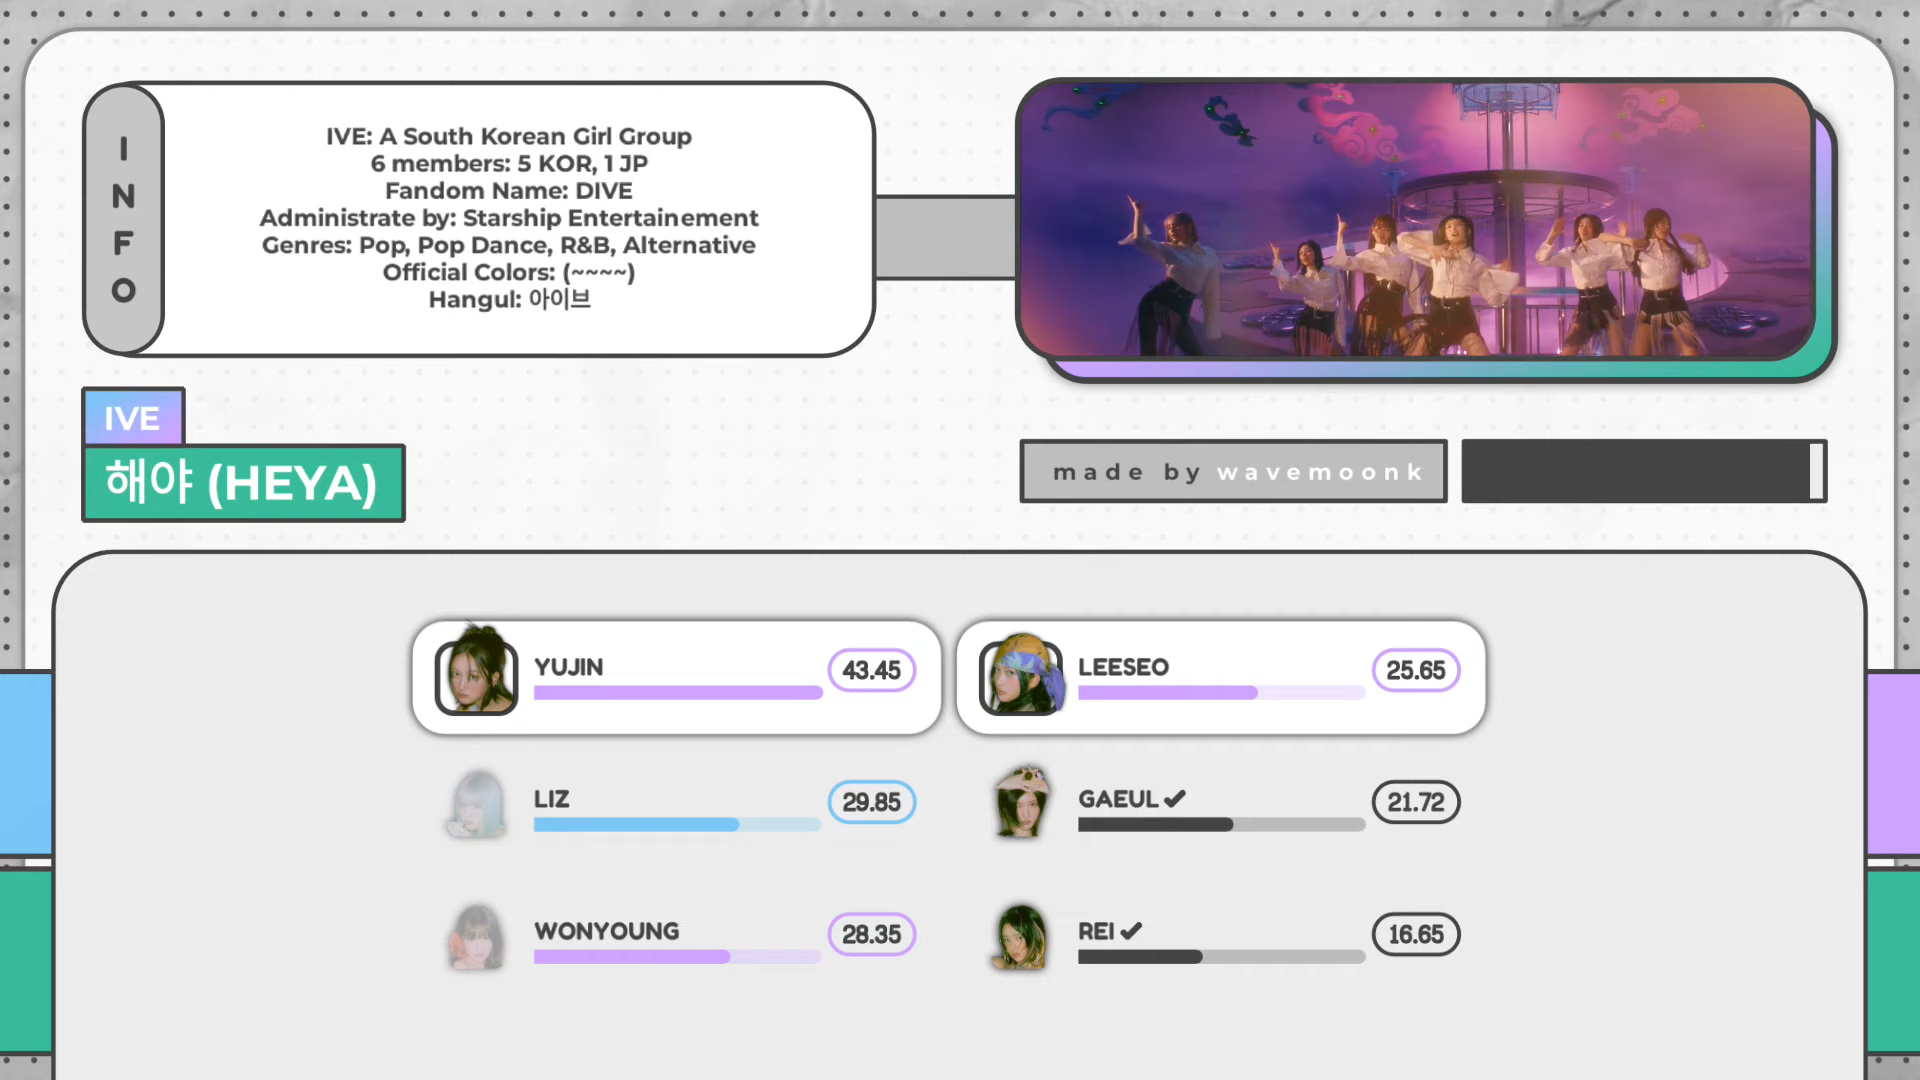 INFO
IVE: A South Korean Girl Group
6 members: 5 KOR, 1 JP
Fandom Name: DIVE
Administrate by: Starship Entertainement
Genres: Pop, Pop Dance, R&B, Alternative
Official Colors: (~~~~)
Hangul: 아이브
IVE
해야 (HEYA)
made by wavemoonk
YUJIN 43.45
LEESEO 25.65
LIZ 29.85
GAEUL ✔ 21.72
WONYOUNG 28.35
REI ✔ 16.65